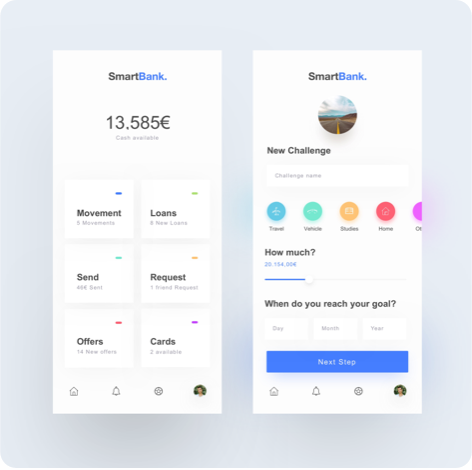 SmartBank.
13,585€
Cash available
Movement
5 Movements
Loans
6 New Loans
Send
46€ Sent
Request
1 friend Request
Offers
14 New offers
Cards
2 available
SmartBank.
New Challenge
Challenge name
Travel
Vehicle
Studies
Home
Ot
How much?
20.154,00€
When do you reach your goal?
Day
Month
Year
Next Step